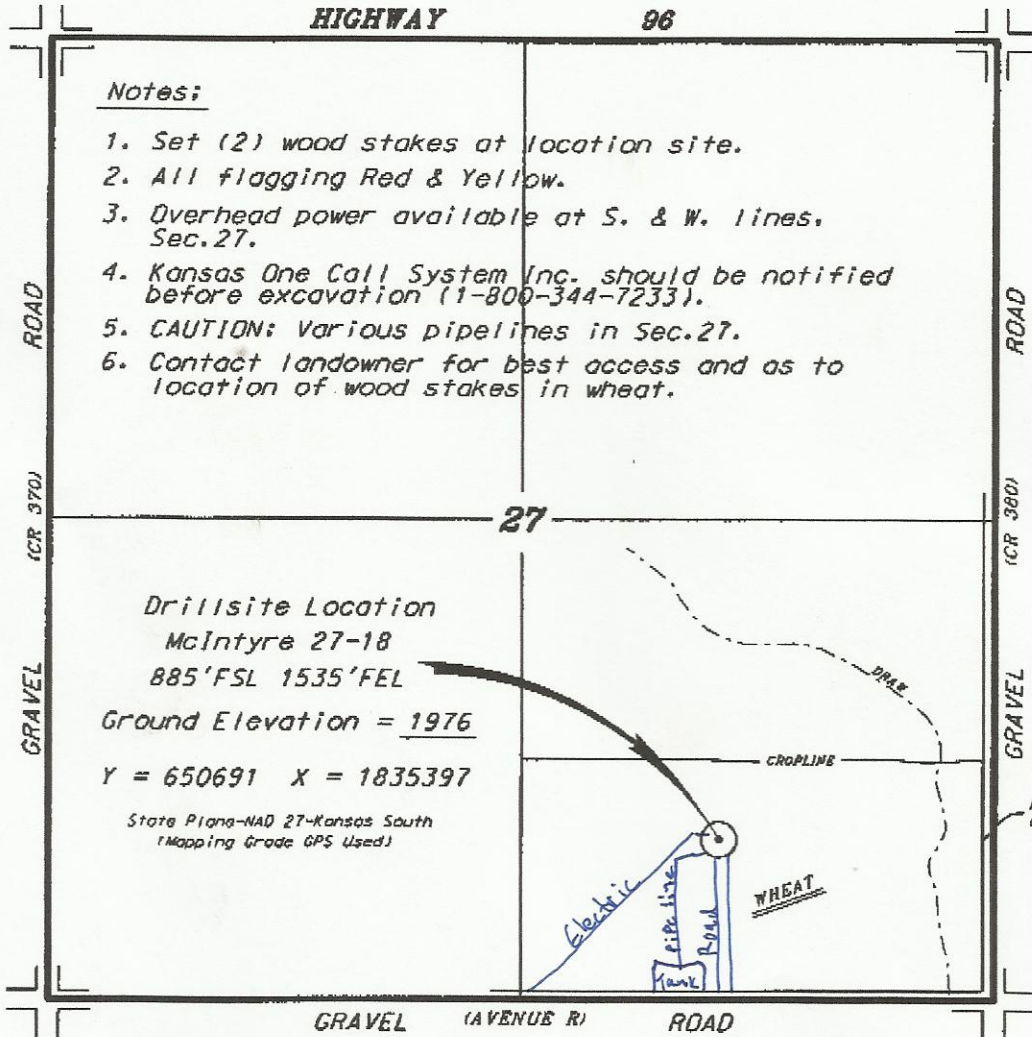 HIGHWAY 96
Notes:
1. Set (2) wood stakes at location site.
2. All flagging Red & Yellow.
3. Overhead power available at S. & W. lines,
Sec.27.
4. Kansas One Call System Inc. should be notified
before excavation (1-800-344-7233).
5. CAUTION: Various pipelines in Sec.27.
6. Contact landowner for best access and as to
location of wood stakes in wheat.
ROAD
(CR 370)
GRAVEL
ROAD
(CR 380)
GRAVEL
27
Drillsite Location
McIntyre 27-18
885'FSL 1535'FEL
Ground Elevation = 1976
Y = 650691 X = 1835397
State Plane-NAD 27-Kansas South
(Mapping Grade GPS Used)
DRAW
CROPLINE
WHEAT
Electric
Pipe line
Road
Tank
GRAVEL (AVENUE R) ROAD